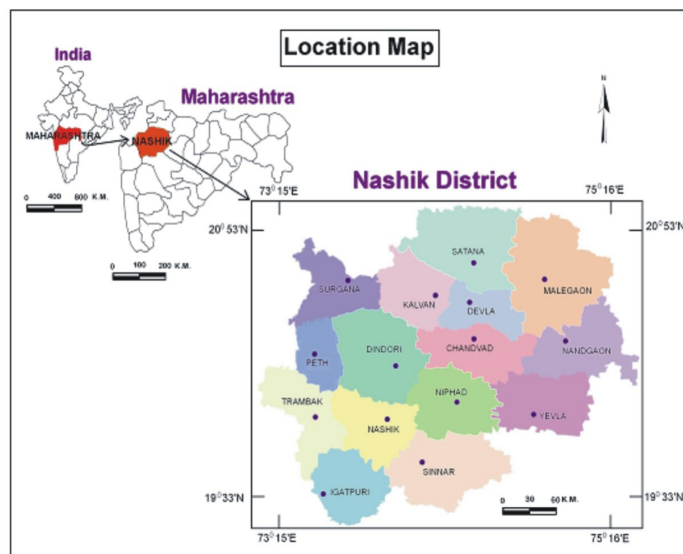 Location Map
India
Maharashtra
N
MAHARASHTRA
NASHIK
Nashik District
0 400 800 K.M.
0 100 200 K.M.
73° 15'E
75° 16'E
20° 53'N
20° 53'N
SATANA
SURGANA
KALVAN
DEVLA
MALEGAON
DINDORI
CHANDVAD
NANDGAON
PETH
TRAMBAK
NIPHAD
YEVLA
NASHIK
SINNAR
IGATPURI
0 30 60 K.M.
19° 33'N
19° 33'N
73° 15'E
75° 16'E